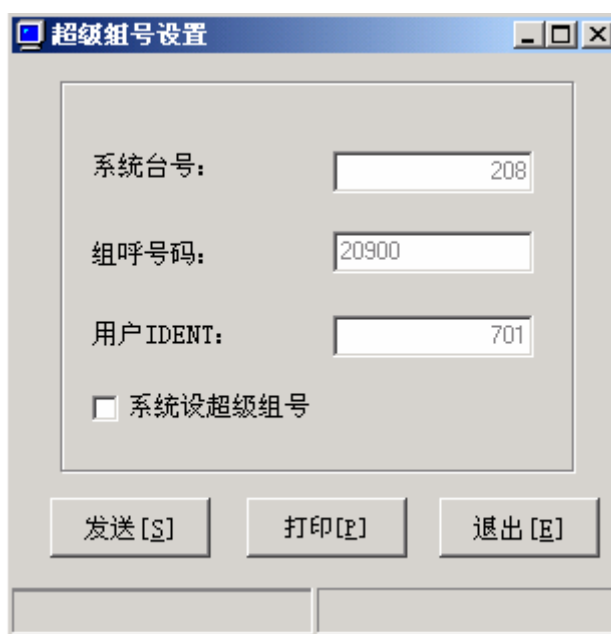 超级组号设置
系统台号： 208
组呼号码： 20900
用户IDENT： 701
系统设超级组号
发送[S] 打印[P] 退出[E]